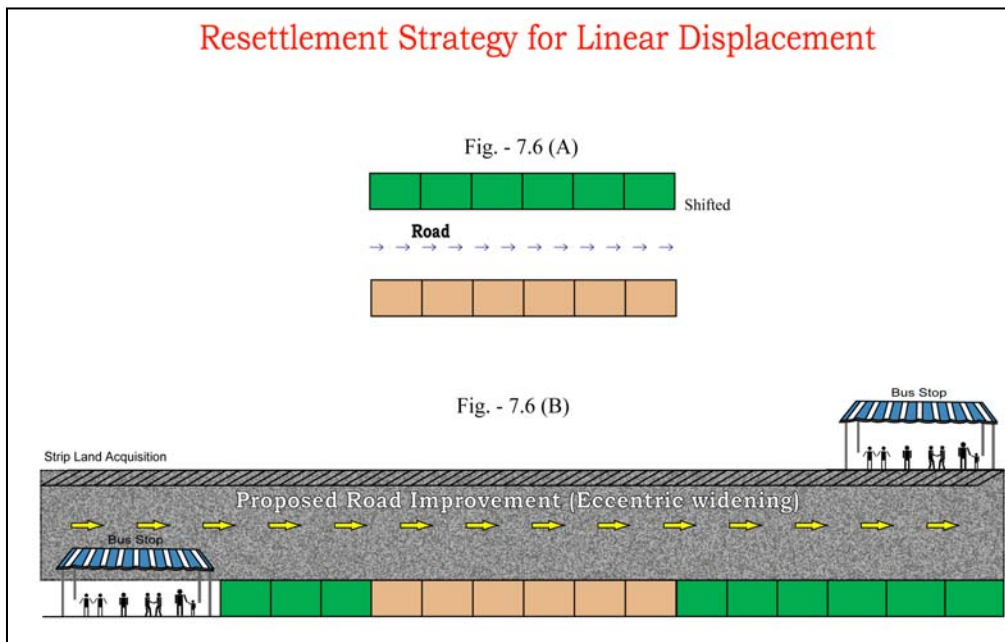 Resettlement Strategy for Linear Displacement
Fig. - 7.6 (A)
Shifted
Road
Fig. - 7.6 (B)
Bus Stop
Strip Land Acquisition
Proposed Road Improvement (Eccentric widening)
Bus Stop